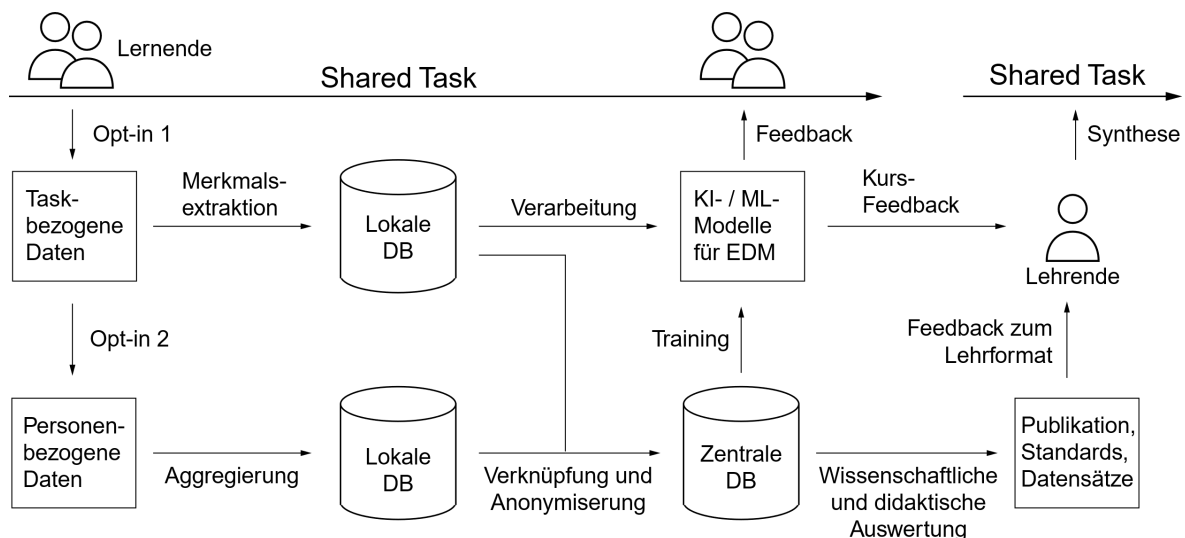 Lernende
Shared Task
Shared Task
Opt-in 1
Feedback
Synthese
Task-
bezogene
Daten
Merkmals-
extraktion
Lokale
DB
Verarbeitung
KI- / ML-
Modelle
für EDM
Kurs-
Feedback
Lehrende
Opt-in 2
Training
Feedback zum
Lehrformat
Personen-
bezogene
Daten
Aggregierung
Lokale
DB
Verknüpfung und
Anonymiserung
Zentrale
DB
Wissenschaftliche
und didaktische
Auswertung
Publikation,
Standards,
Datensätze